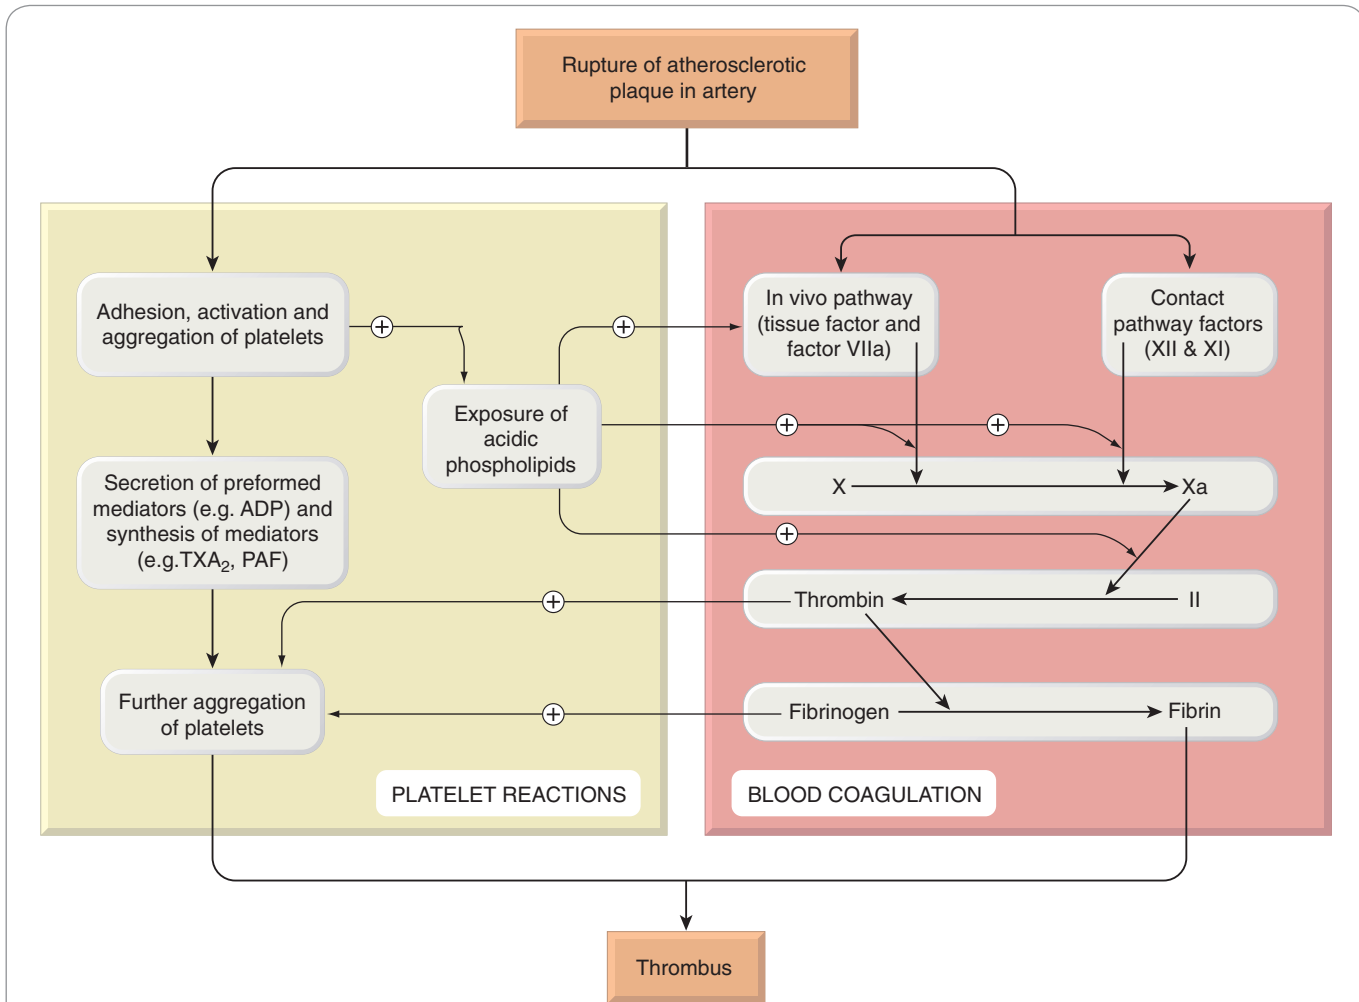 Rupture of atherosclerotic
plaque in artery
Adhesion, activation and
aggregation of platelets
+
Exposure of
acidic
phospholipids
Secretion of preformed
mediators (e.g. ADP) and
synthesis of mediators
(e.g.TXA₂, PAF)
Further aggregation
of platelets
PLATELET REACTIONS
+
+
+
+
+
+
In vivo pathway
(tissue factor and
factor VIIa)
Contact
pathway factors
(XII & XI)
X
Xa
Thrombin
II
Fibrinogen
Fibrin
BLOOD COAGULATION
Thrombus